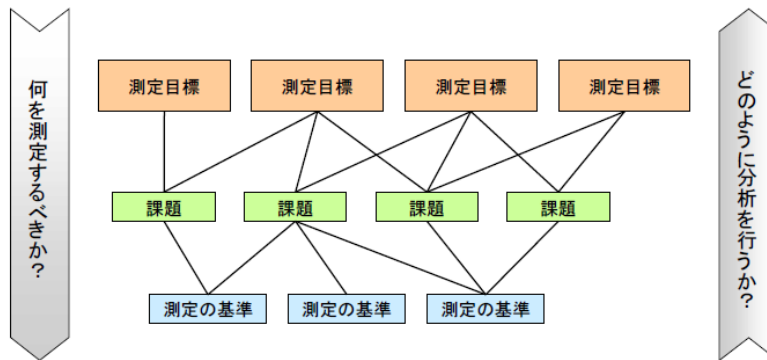 何を測定するべきか？
測定目標
測定目標
測定目標
測定目標
課題
課題
課題
課題
測定の基準
測定の基準
測定の基準
どのように分析を行うか？